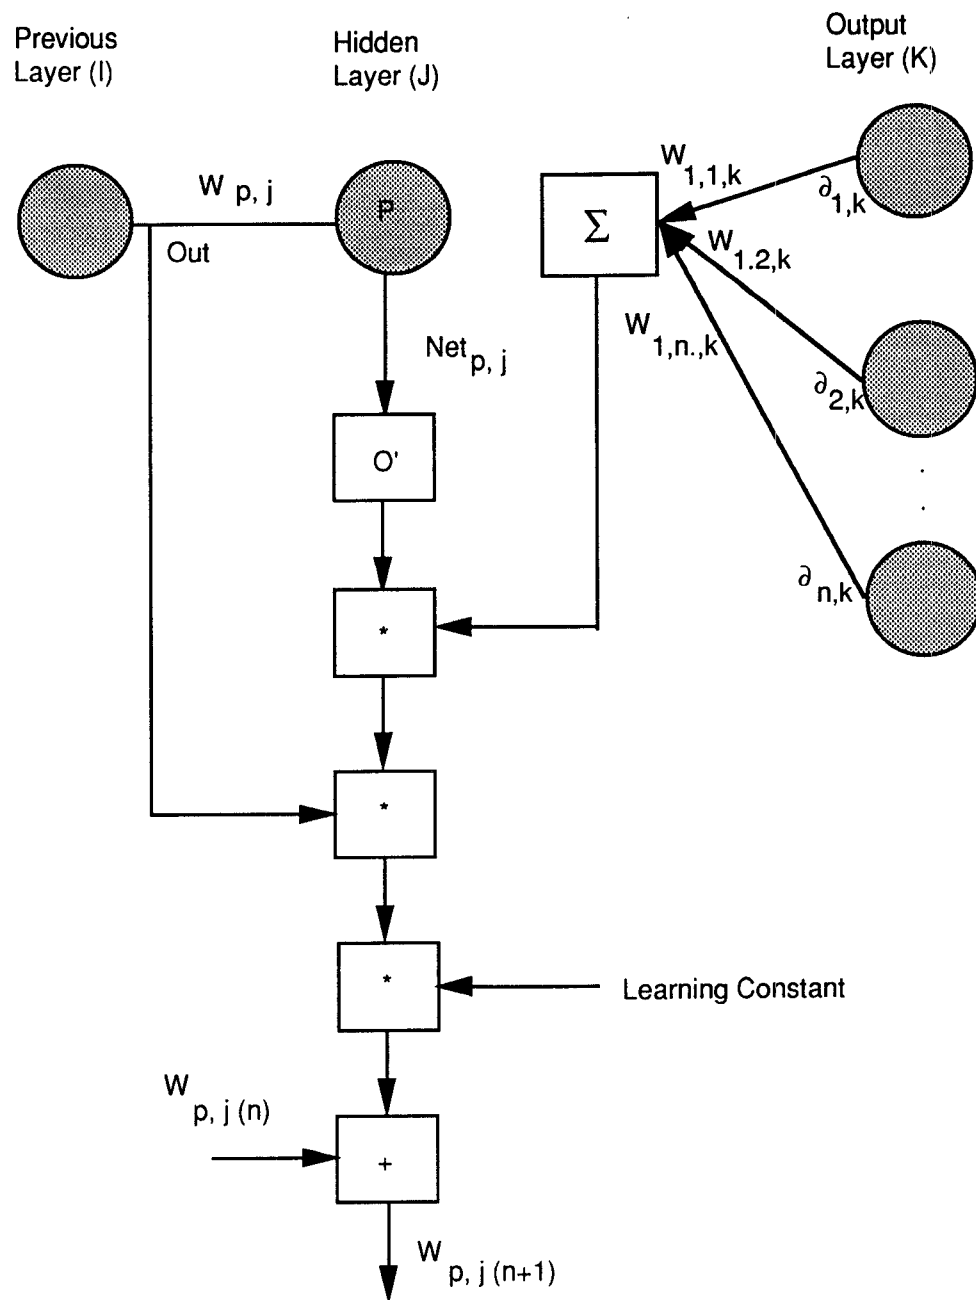 Previous
Layer (I)
Hidden
Layer (J)
Output
Layer (K)
W p, j
P
Out
Σ
W 1,1,k
∂ 1,k
W 1.2,k
W 1,n.,k
∂ 2,k
Net p, j
O'
.
.
∂ n,k
*
*
*
Learning Constant
W p, j (n)
+
W p, j (n+1)